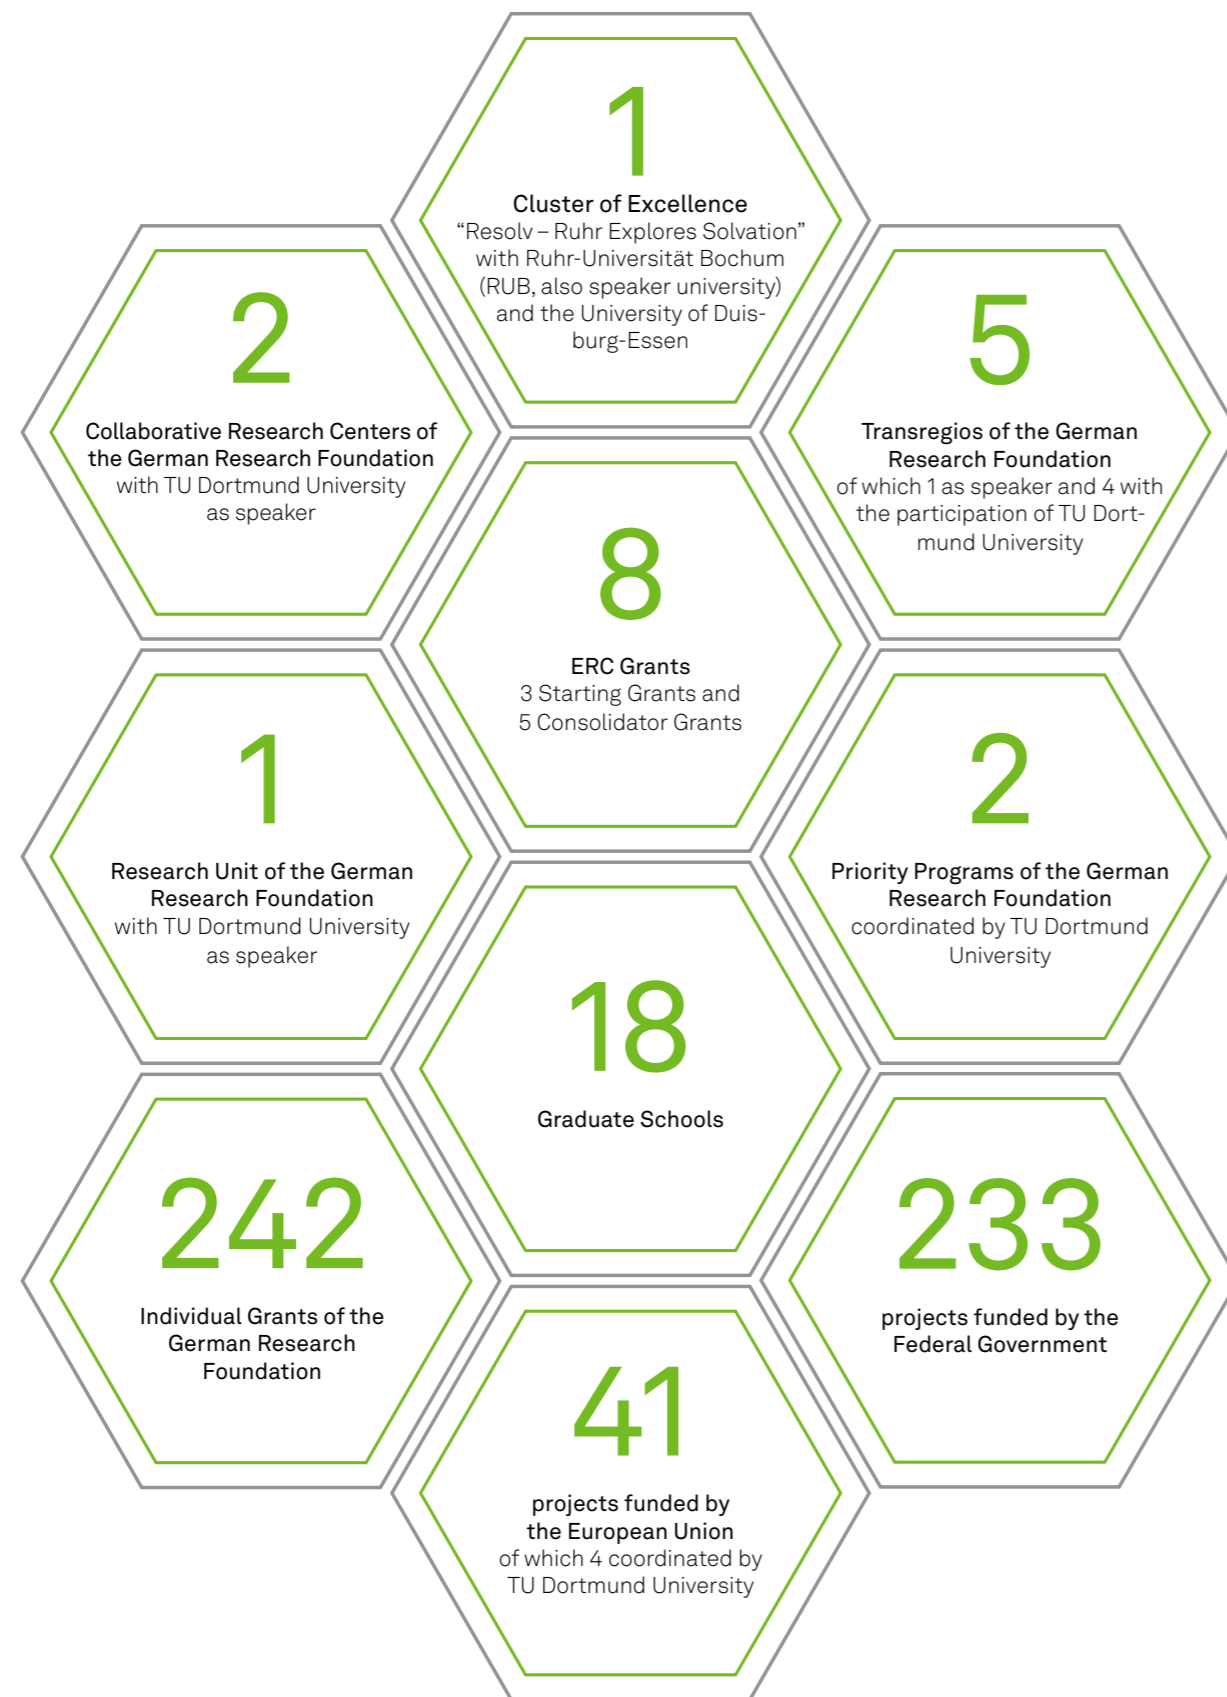 1
Cluster of Excellence
“Resolv – Ruhr Explores Solvation”
with Ruhr-Universität Bochum
(RUB, also speaker university)
and the University of Duis-
burg-Essen
2
Collaborative Research Centers of
the German Research Foundation
with TU Dortmund University
as speaker
5
Transregios of the German
Research Foundation
of which 1 as speaker and 4 with
the participation of TU Dort-
mund University
8
ERC Grants
3 Starting Grants and
5 Consolidator Grants
1
Research Unit of the German
Research Foundation
with TU Dortmund University
as speaker
2
Priority Programs of the German
Research Foundation
coordinated by TU Dortmund
University
18
Graduate Schools
242
Individual Grants of the
German Research
Foundation
233
projects funded by the
Federal Government
41
projects funded by
the European Union
of which 4 coordinated by
TU Dortmund University